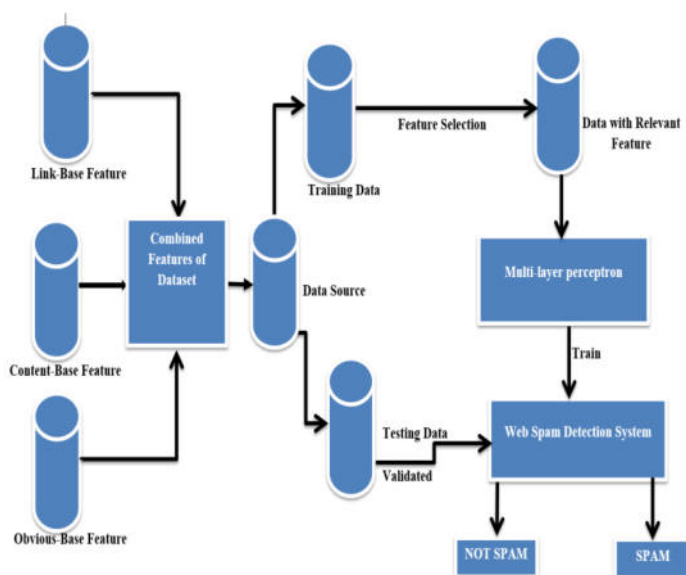 Link-Base Feature
Content-Base Feature
Obvious-Base Feature
Combined
Features of
Dataset
Data Source
Training Data
Feature Selection
Data with Relevant
Feature
Multi-layer perceptron
Train
Testing Data
Validated
Web Spam Detection System
NOT SPAM
SPAM